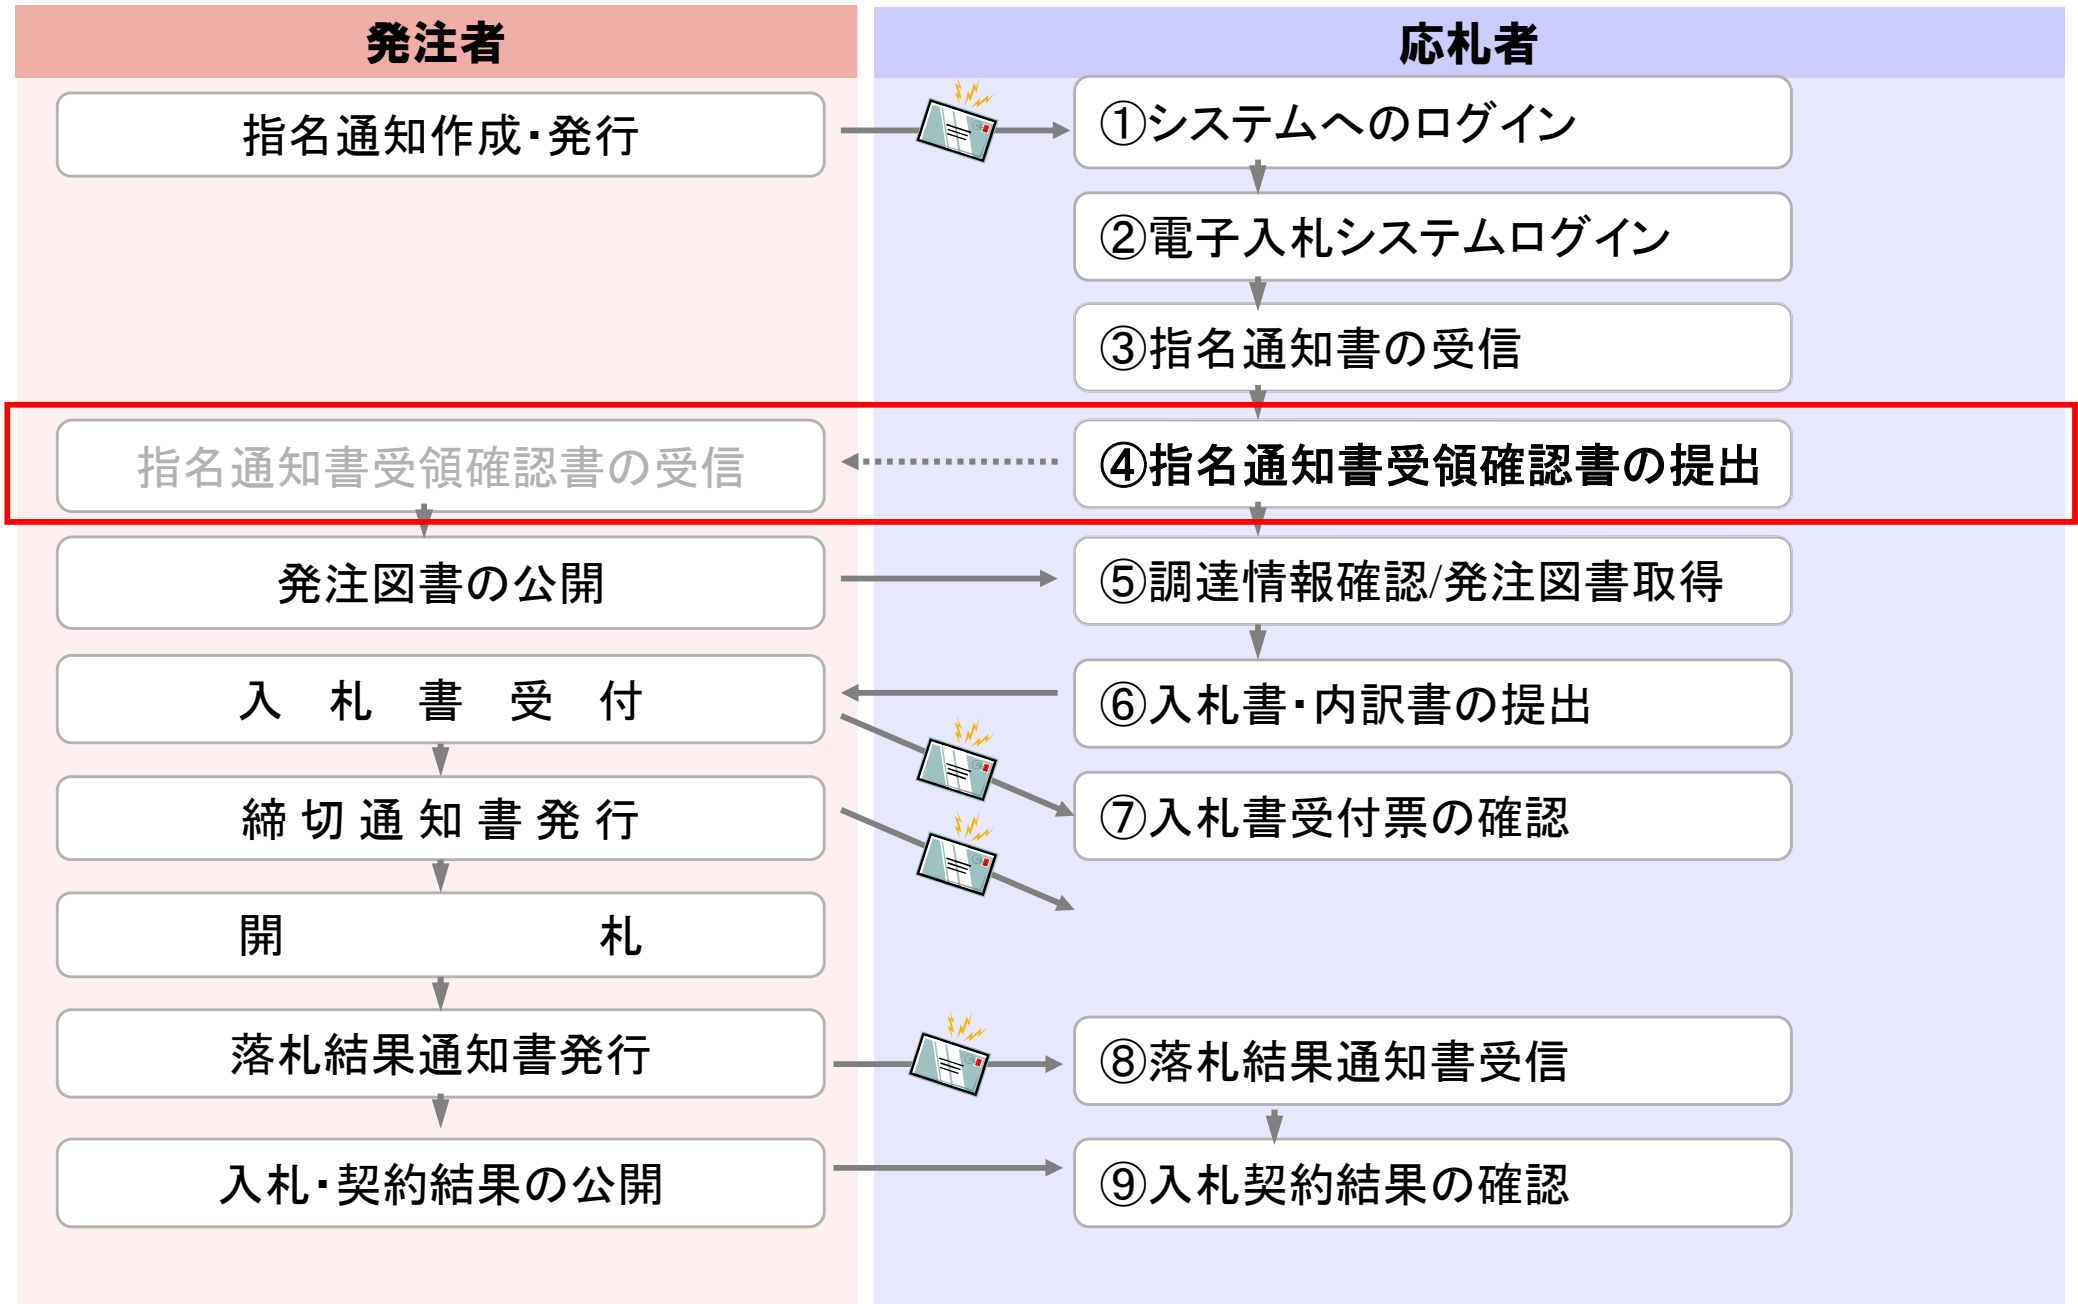 発注者
応札者
指名通知作成・発行
①システムへのログイン
②電子入札システムログイン
③指名通知書の受信
指名通知書受領確認書の受信
④指名通知書受領確認書の提出
発注図書の公開
⑤調達情報確認/発注図書取得
入　札　書　受　付
⑥入札書・内訳書の提出
締切通知書発行
⑦入札書受付票の確認
開　　　　　　　札
落札結果通知書発行
⑧落札結果通知書受信
入札・契約結果の公開
⑨入札契約結果の確認